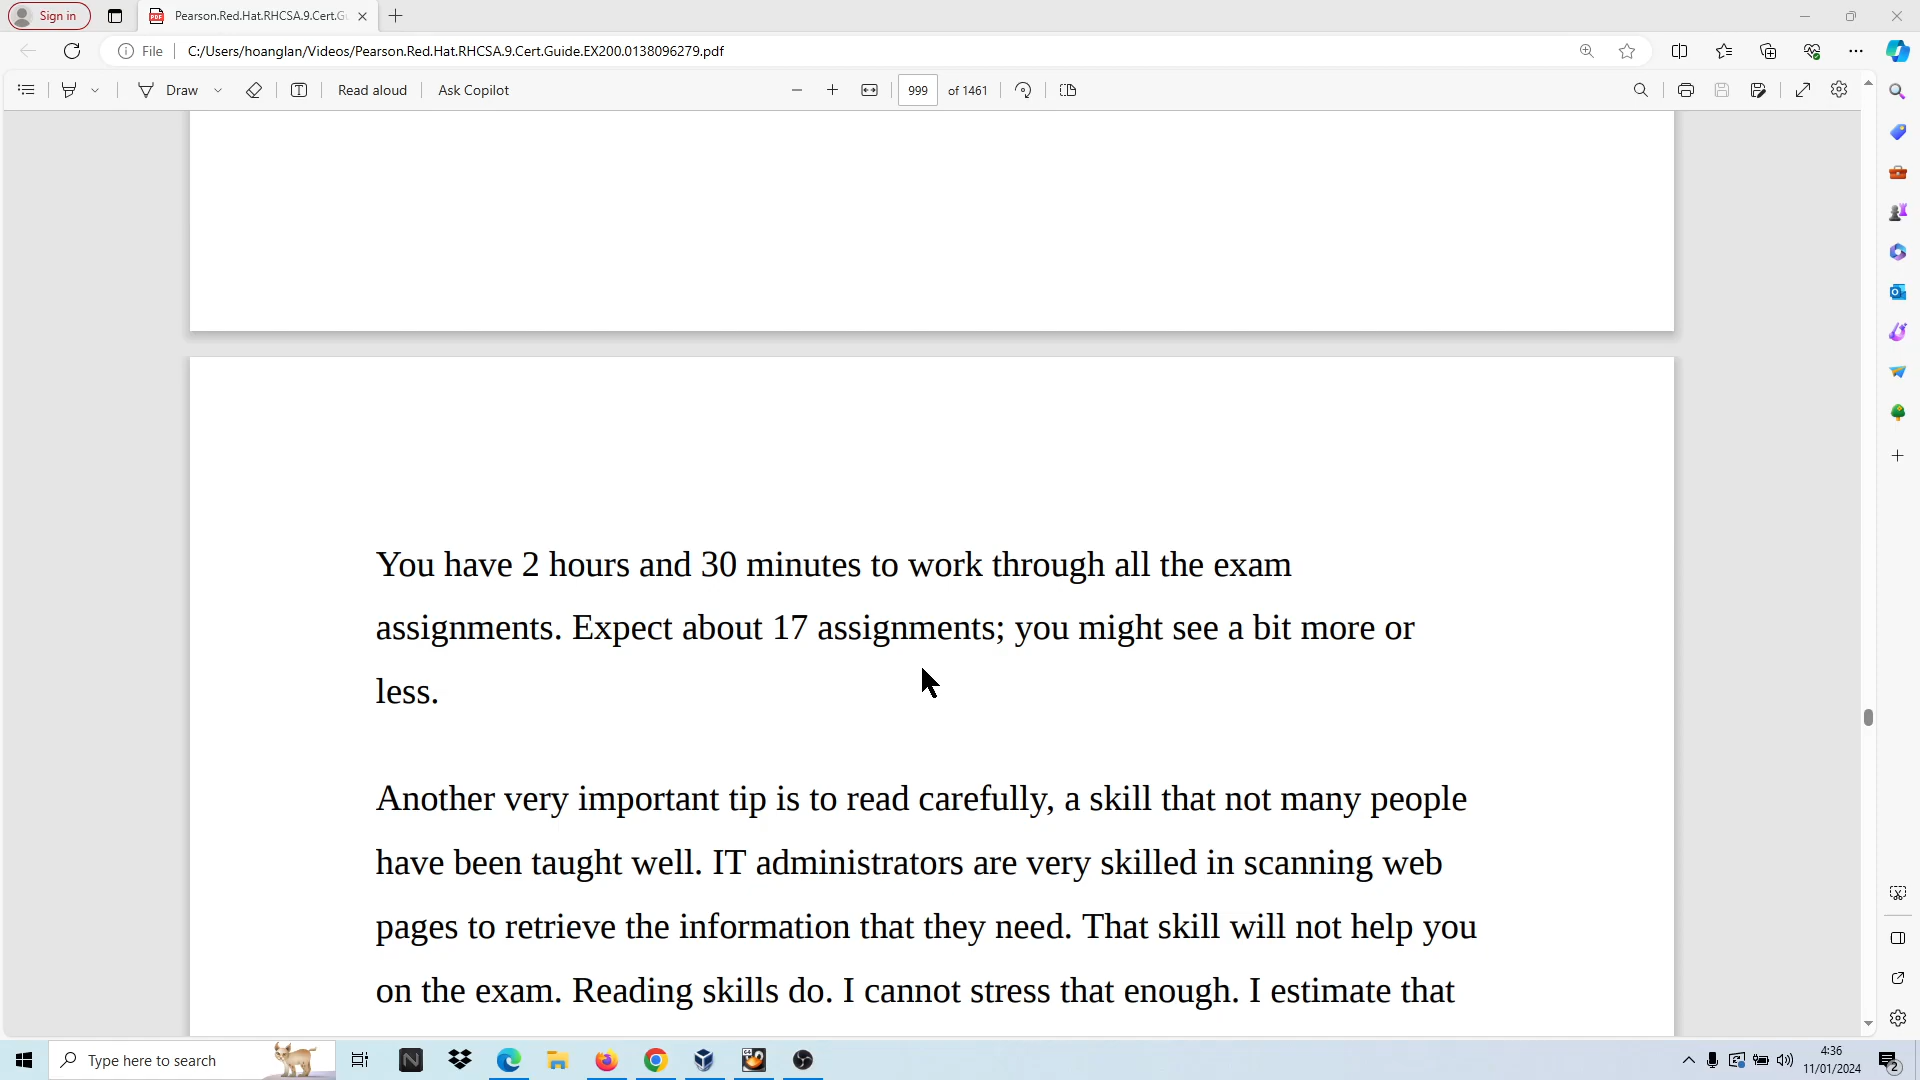 Sign in
Pearson.Red.Hat.RHCSA.9.Cert.Gu
File
C:/Users/hoanglan/Videos/Pearson.Red.Hat.RHCSA.9.Cert.Guide.EX200.0138096279.pdf
Draw
Read aloud
Ask Copilot
999 of 1461
You have 2 hours and 30 minutes to work through all the exam
assignments. Expect about 17 assignments; you might see a bit more or
less.
Another very important tip is to read carefully, a skill that not many people
have been taught well. IT administrators are very skilled in scanning web
pages to retrieve the information that they need. That skill will not help you
on the exam. Reading skills do. I cannot stress that enough. I estimate that
Type here to search
4:36
11/01/2024
2